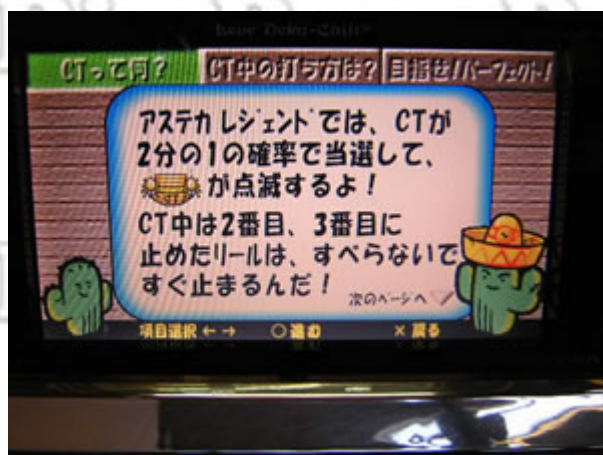 CTって何？ CT中の打ち方は？ 目指せ！パーフェクト！
アステカレジェンドでは、CTが
2分の1の確率で当選して、
が点滅するよ！
CT中は2番目、3番目に
止めたリールは、すべらないで
すぐ止まるんだ！
次のページへ
項目選択 ← → ○ 進む × 戻る